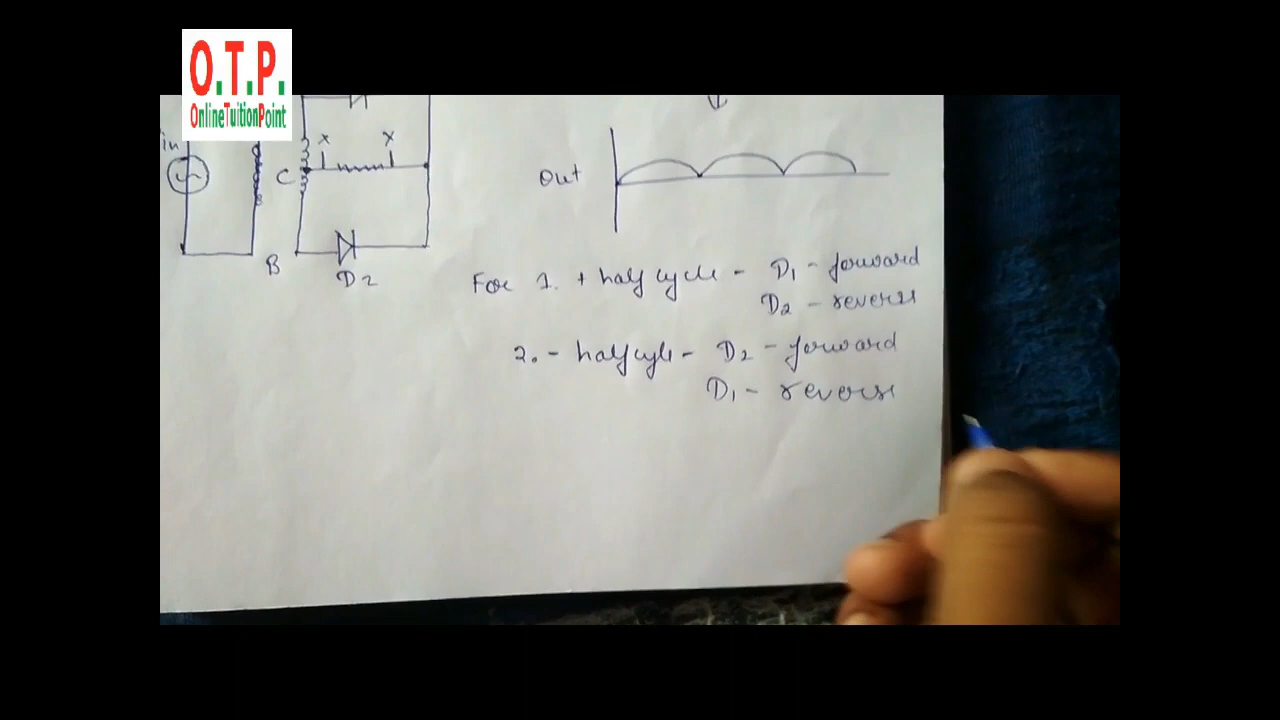 O.T.P.
OnlineTuitionPoint
in
X X
C
B
D2
Out
For 1. + half cycle - D1 - forward
D2 - reverse
2. - half cycle - D2 - forward
D1 - reverse